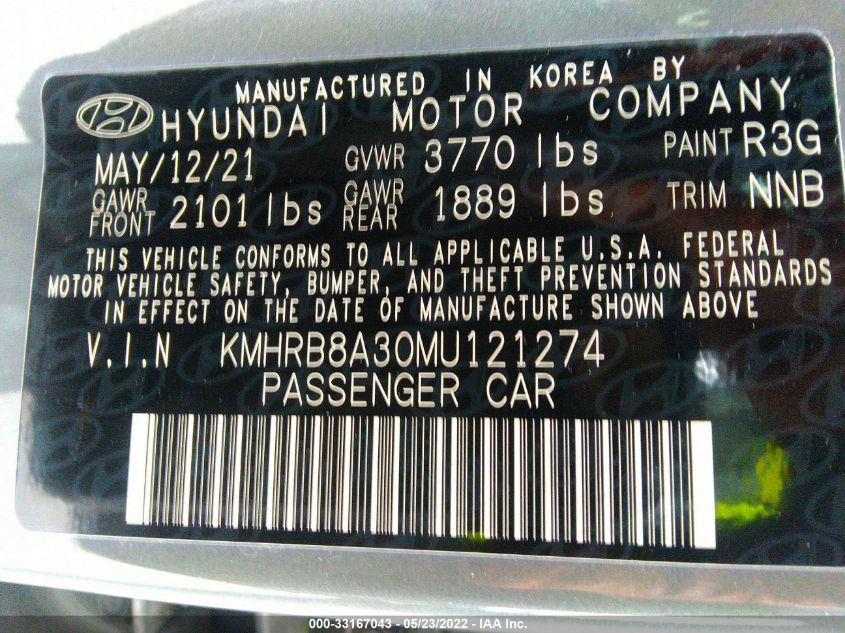 MANUFACTURED IN KOREA BY
HYUNDAI MOTOR COMPANY
MAY/12/21 GVWR 3770 lbs PAINT R3G
GAWR FRONT 2101 lbs GAWR REAR 1889 lbs TRIM NNB
THIS VEHICLE CONFORMS TO ALL APPLICABLE U.S.A. FEDERAL
MOTOR VEHICLE SAFETY, BUMPER, AND THEFT PREVENTION STANDARDS
IN EFFECT ON THE DATE OF MANUFACTURE SHOWN ABOVE
V.I.N KMHRB8A30MU121274
PASSENGER CAR
000-33167043 — 05/23/2022 — IAA Inc.